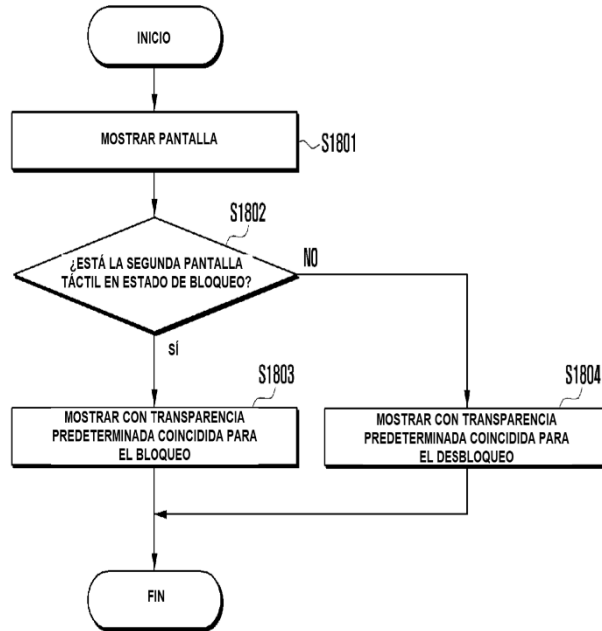 INICIO
MOSTRAR PANTALLA
S1801
S1802
¿ESTÁ LA SEGUNDA PANTALLA
TÁCTIL EN ESTADO DE BLOQUEO?
NO
SÍ
S1803
S1804
MOSTRAR CON TRANSPARENCIA
PREDETERMINADA COINCIDIDA PARA
EL BLOQUEO
MOSTRAR CON TRANSPARENCIA
PREDETERMINADA COINCIDIDA PARA
EL DESBLOQUEO
FIN